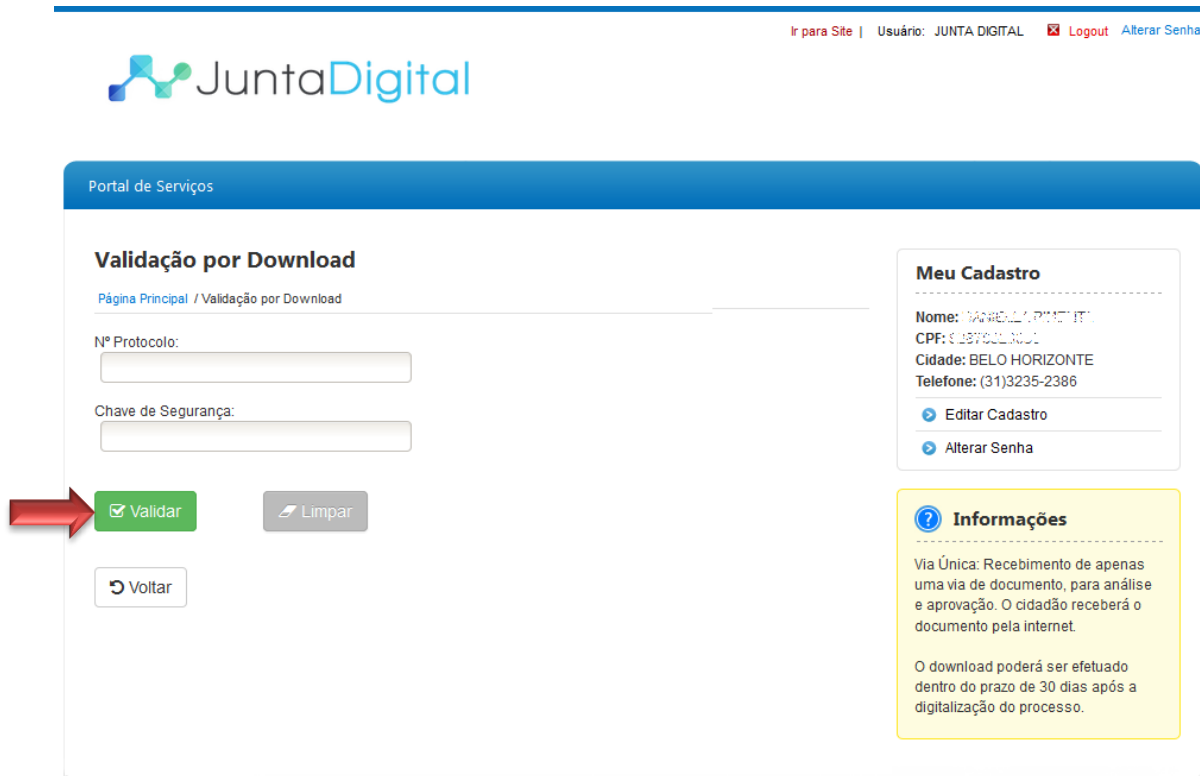 Ir para Site | Usuário: JUNTA DIGITAL Logout Alterar Senha
JuntaDigital
Portal de Serviços
Validação por Download
Página Principal / Validação por Download
Nº Protocolo:
Chave de Segurança:
Validar Limpar
Voltar
Meu Cadastro
Nome:
CPF:
Cidade: BELO HORIZONTE
Telefone: (31)3235-2386
Editar Cadastro
Alterar Senha
Informações
Via Única: Recebimento de apenas
uma via de documento, para análise
e aprovação. O cidadão receberá o
documento pela internet.
O download poderá ser efetuado
dentro do prazo de 30 dias após a
digitalização do processo.